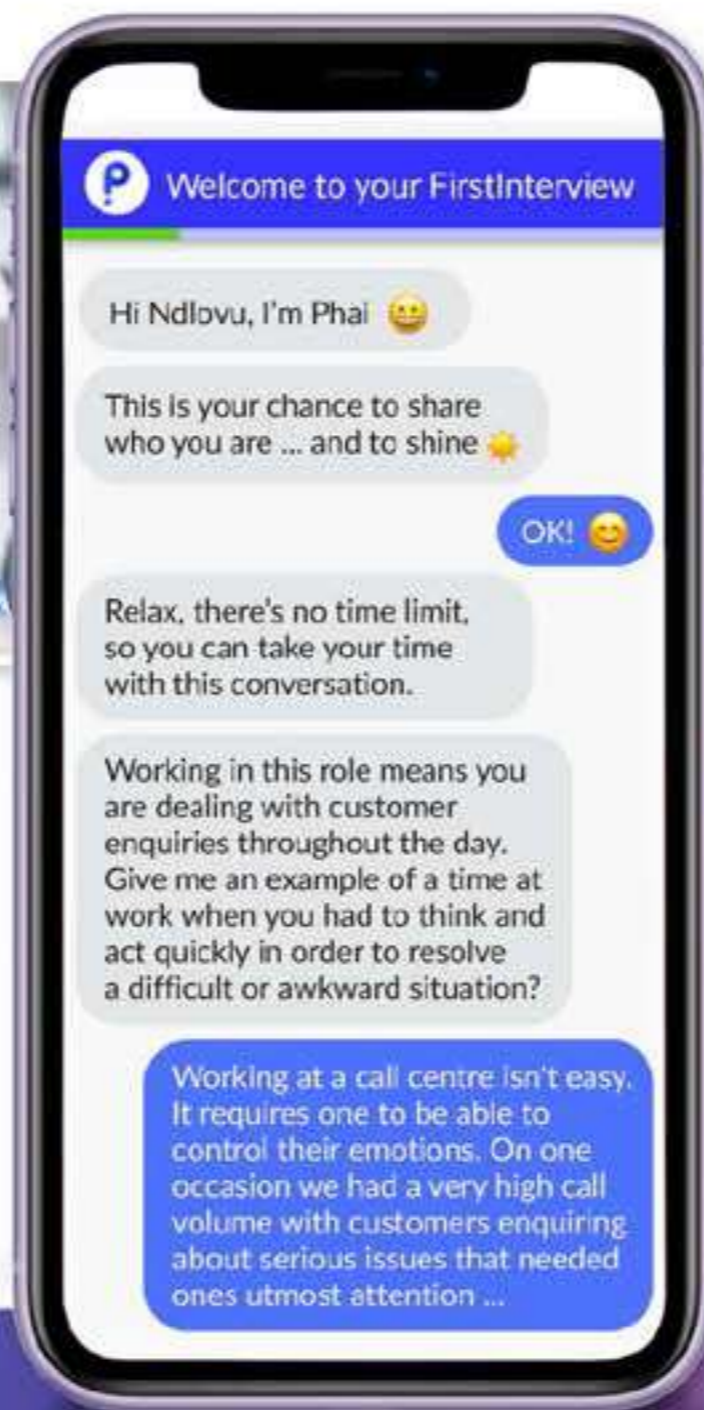 Welcome to your FirstInterview
Hi Ndlovu, I'm Phai 😀
This is your chance to share
who you are ... and to shine ☀️
OK! 😊
Relax, there's no time limit,
so you can take your time
with this conversation.
Working in this role means you
are dealing with customer
enquiries throughout the day.
Give me an example of a time at
work when you had to think and
act quickly in order to resolve
a difficult or awkward situation?
Working at a call centre isn't easy.
It requires one to be able to
control their emotions. On one
occasion we had a very high call
volume with customers enquiring
about serious issues that needed
ones utmost attention ...